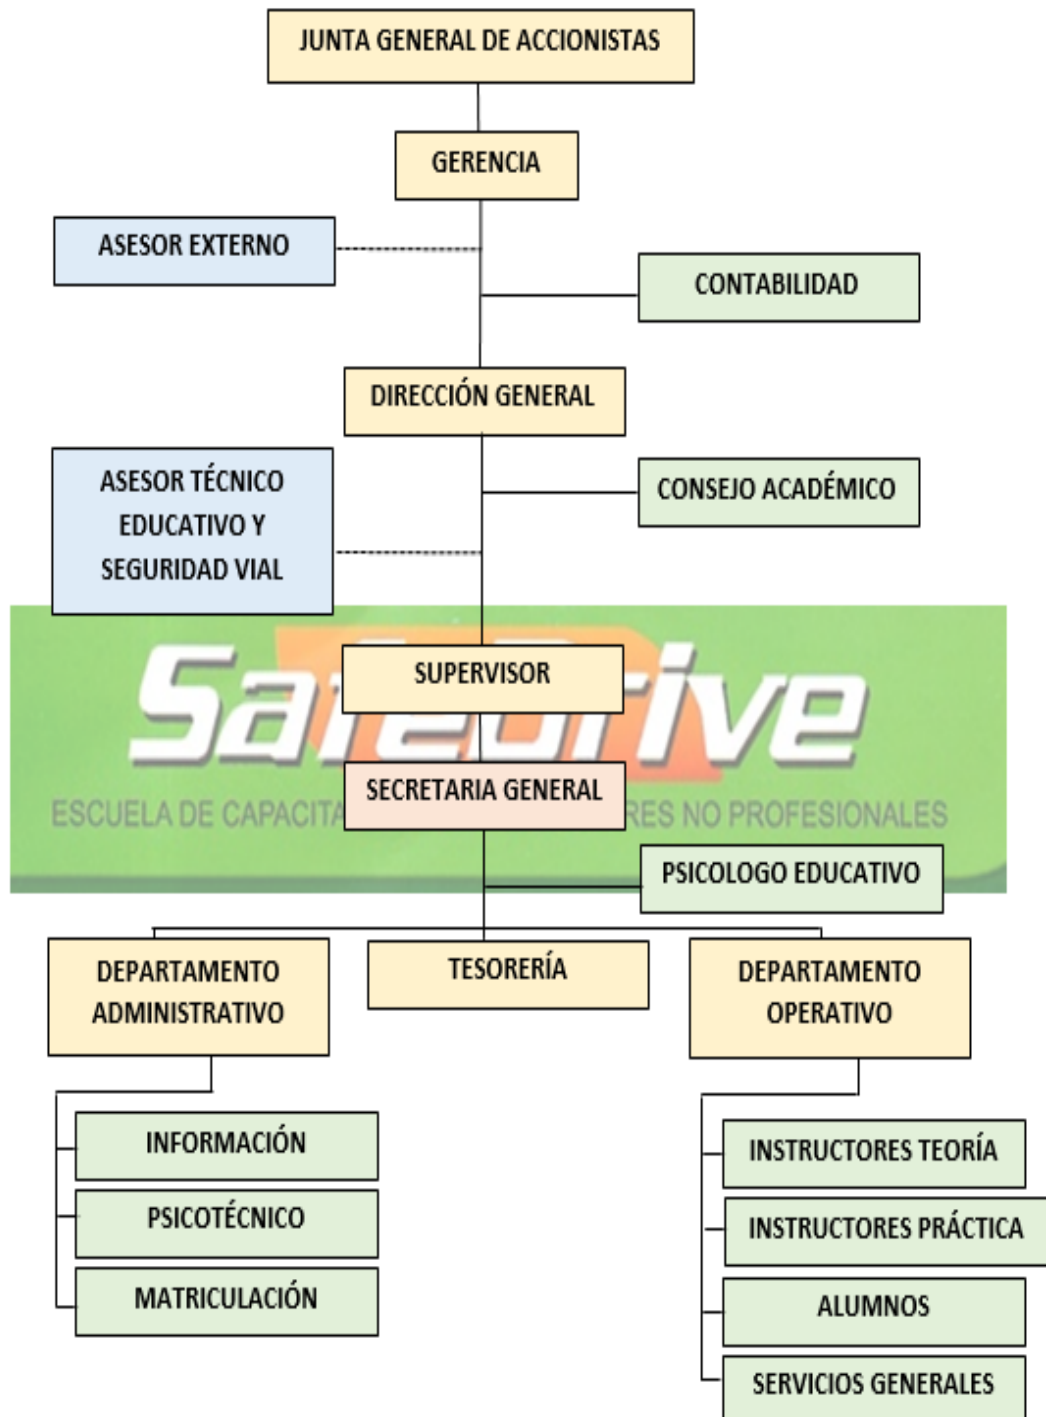 JUNTA GENERAL DE ACCIONISTAS
GERENCIA
ASESOR EXTERNO
CONTABILIDAD
DIRECCIÓN GENERAL
ASESOR TÉCNICO
EDUCATIVO Y
SEGURIDAD VIAL
CONSEJO ACADÉMICO
SafeDrive
SUPERVISOR
SECRETARIA GENERAL
ESCUELA DE RES NO PROFESIONALES
PSICOLOGO EDUCATIVO
DEPARTAMENTO
ADMINISTRATIVO
TESORERÍA
DEPARTAMENTO
OPERATIVO
INFORMACIÓN
PSICOTÉCNICO
MATRICULACIÓN
INSTRUCTORES TEORÍA
INSTRUCTORES PRÁCTICA
ALUMNOS
SERVICIOS GENERALES